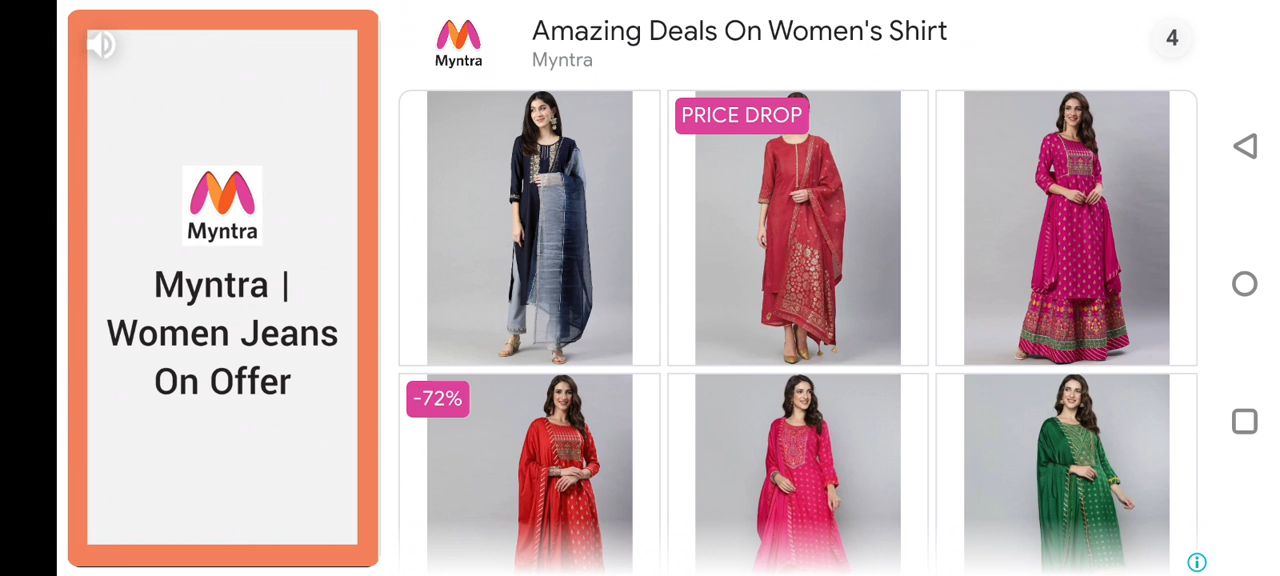 Myntra
Myntra |
Women Jeans
On Offer
Myntra
Amazing Deals On Women's Shirt
Myntra
4
PRICE DROP
-72%